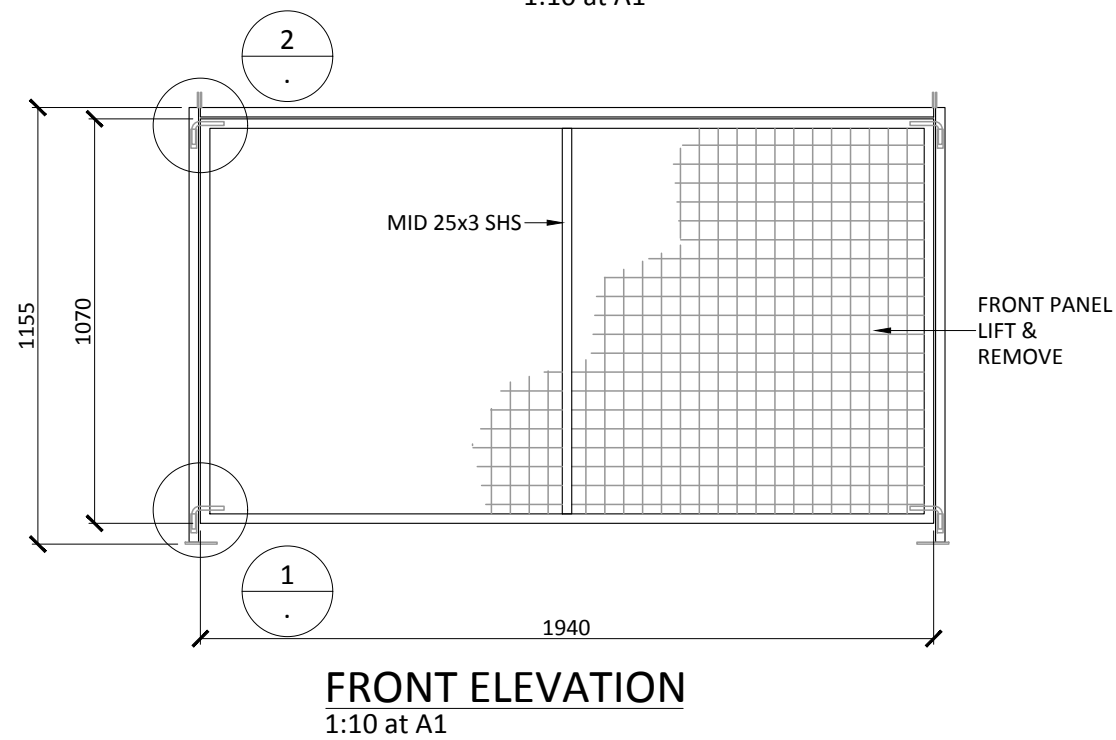 1:10 at A1
2
.
MID 25x3 SHS
1155
1070
FRONT PANEL
LIFT &
REMOVE
1
.
1940
FRONT ELEVATION
1:10 at A1